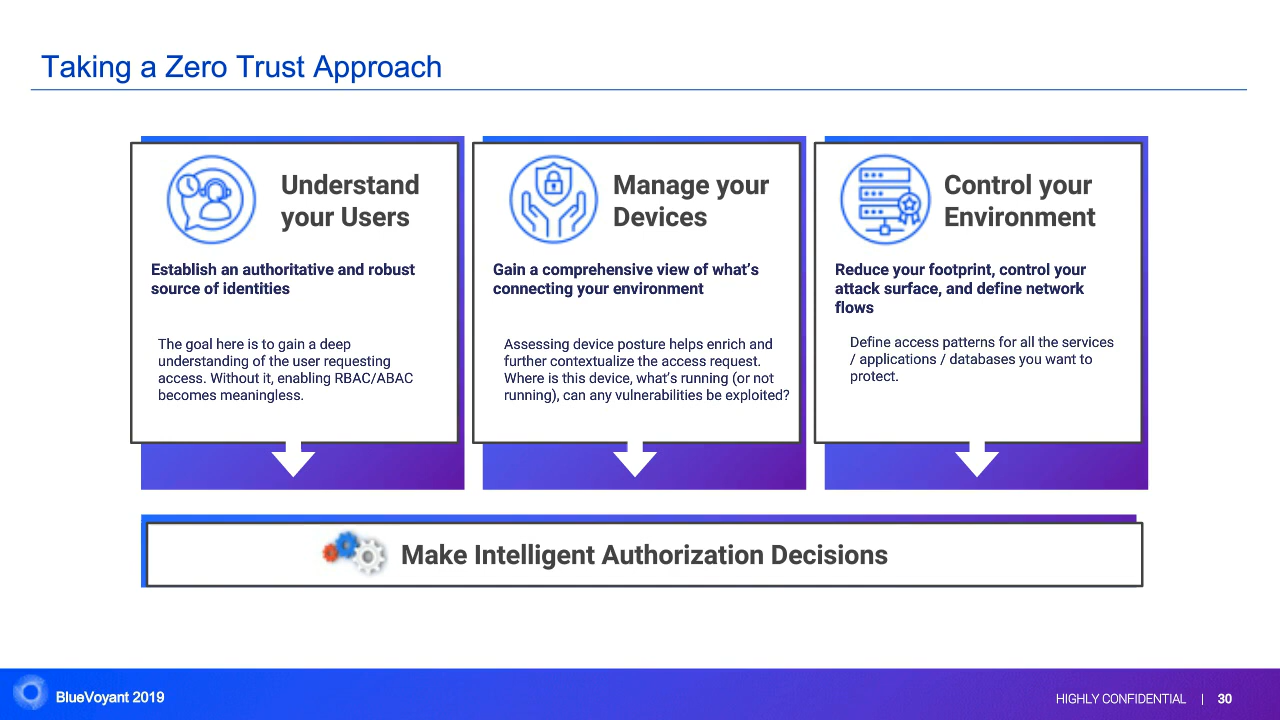 Taking a Zero Trust Approach
Understand
your Users
Establish an authoritative and robust
source of identities
The goal here is to gain a deep
understanding of the user requesting
access. Without it, enabling RBAC/ABAC
becomes meaningless.
Manage your
Devices
Gain a comprehensive view of what’s
connecting your environment
Assessing device posture helps enrich and
further contextualize the access request.
Where is this device, what’s running (or not
running), can any vulnerabilities be exploited?
Control your
Environment
Reduce your footprint, control your
attack surface, and define network
flows
Define access patterns for all the services
/ applications / databases you want to
protect.
Make Intelligent Authorization Decisions
BlueVoyant 2019
HIGHLY CONFIDENTIAL | 30